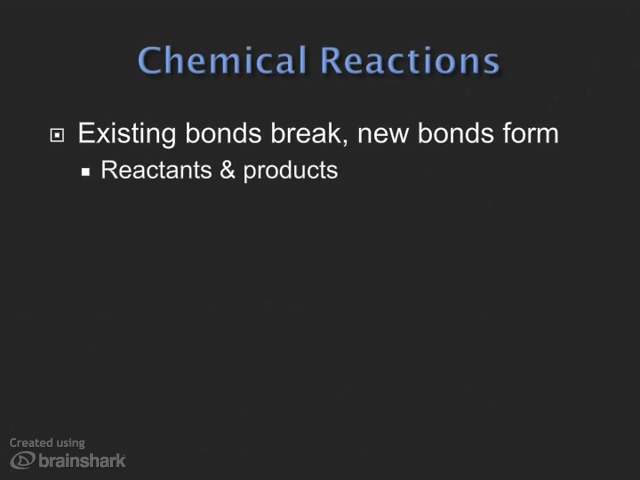 Chemical Reactions
Existing bonds break, new bonds form
Reactants & products
Created using
brainshark